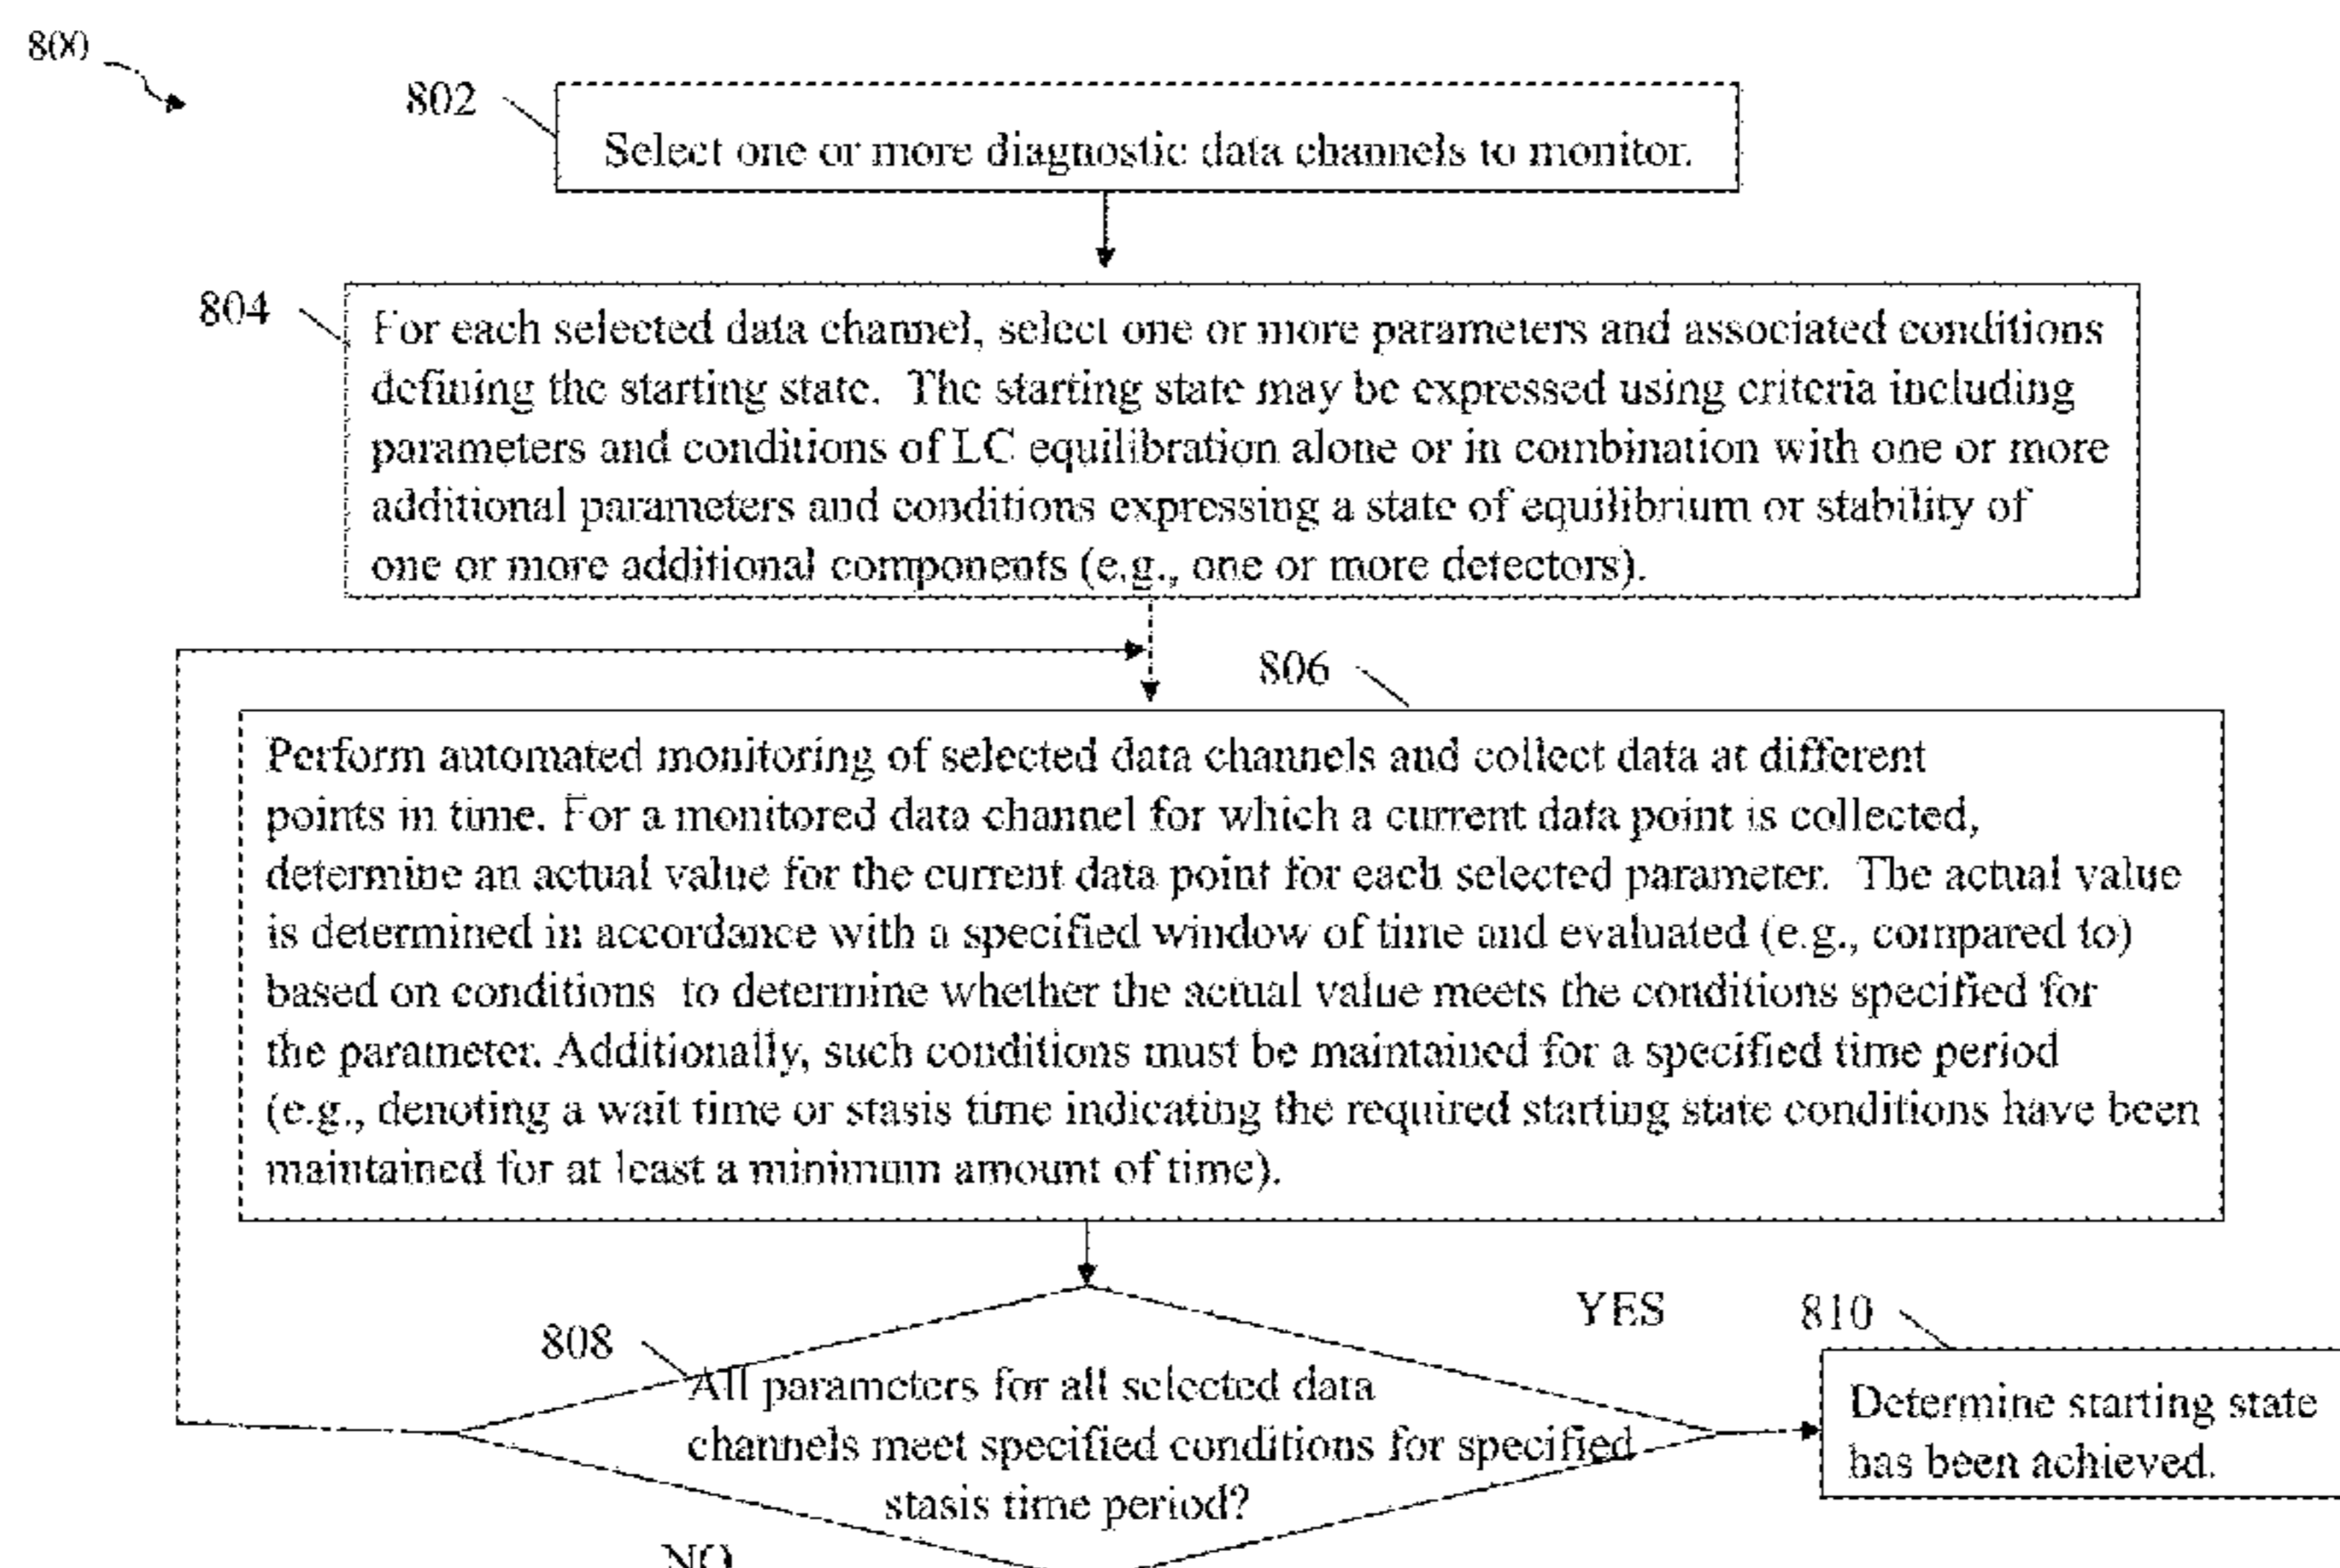 800
802
Select one or more diagnostic data channels to monitor.
804
For each selected data channel, select one or more parameters and associated conditions
defining the starting state. The starting state may be expressed using criteria including
parameters and conditions of LC equilibration alone or in combination with one or more
additional parameters and conditions expressing a state of equilibrium or stability of
one or more additional components (e.g., one or more detectors).
806
Perform automated monitoring of selected data channels and collect data at different
points in time. For a monitored data channel for which a current data point is collected,
determine an actual value for the current data point for each selected parameter. The actual value
is determined in accordance with a specified window of time and evaluated (e.g., compared to)
based on conditions to determine whether the actual value meets the conditions specified for
the parameter. Additionally, such conditions must be maintained for a specified time period
(e.g., denoting a wait time or stasis time indicating the required starting state conditions have been
maintained for at least a minimum amount of time).
808
All parameters for all selected data
channels meet specified conditions for specified
stasis time period?
YES
810
Determine starting state
has been achieved.
NO